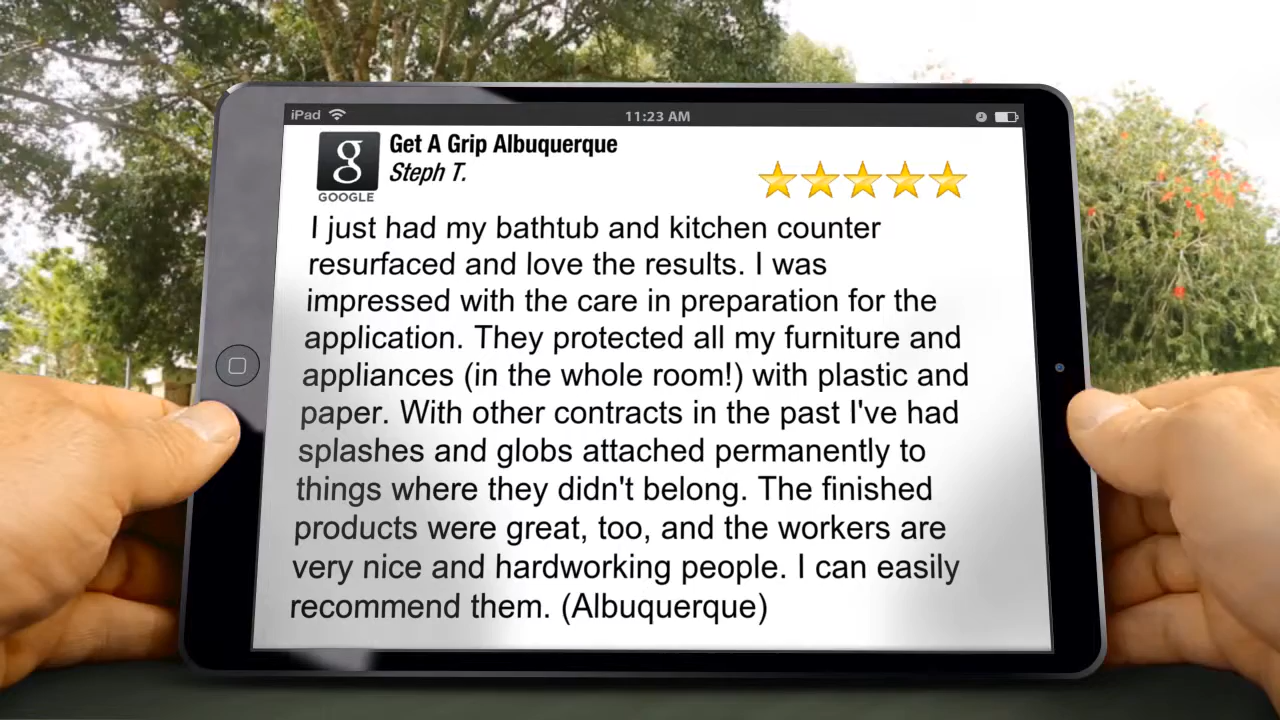 iPad 11:23 AM
Get A Grip Albuquerque
Steph T.
g
GOOGLE
I just had my bathtub and kitchen counter
resurfaced and love the results. I was
impressed with the care in preparation for the
application. They protected all my furniture and
appliances (in the whole room!) with plastic and
paper. With other contracts in the past I've had
splashes and globs attached permanently to
things where they didn't belong. The finished
products were great, too, and the workers are
very nice and hardworking people. I can easily
recommend them. (Albuquerque)